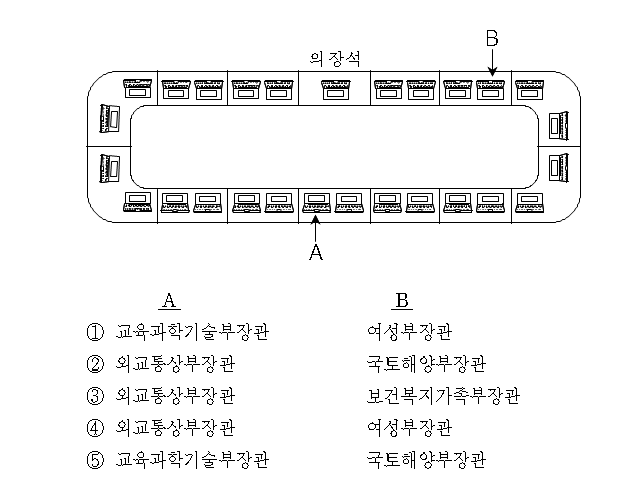 B
의장석
A
A B
① 교육과학기술부장관 여성부장관
② 외교통상부장관 국토해양부장관
③ 외교통상부장관 보건복지가족부장관
④ 외교통상부장관 여성부장관
⑤ 교육과학기술부장관 국토해양부장관